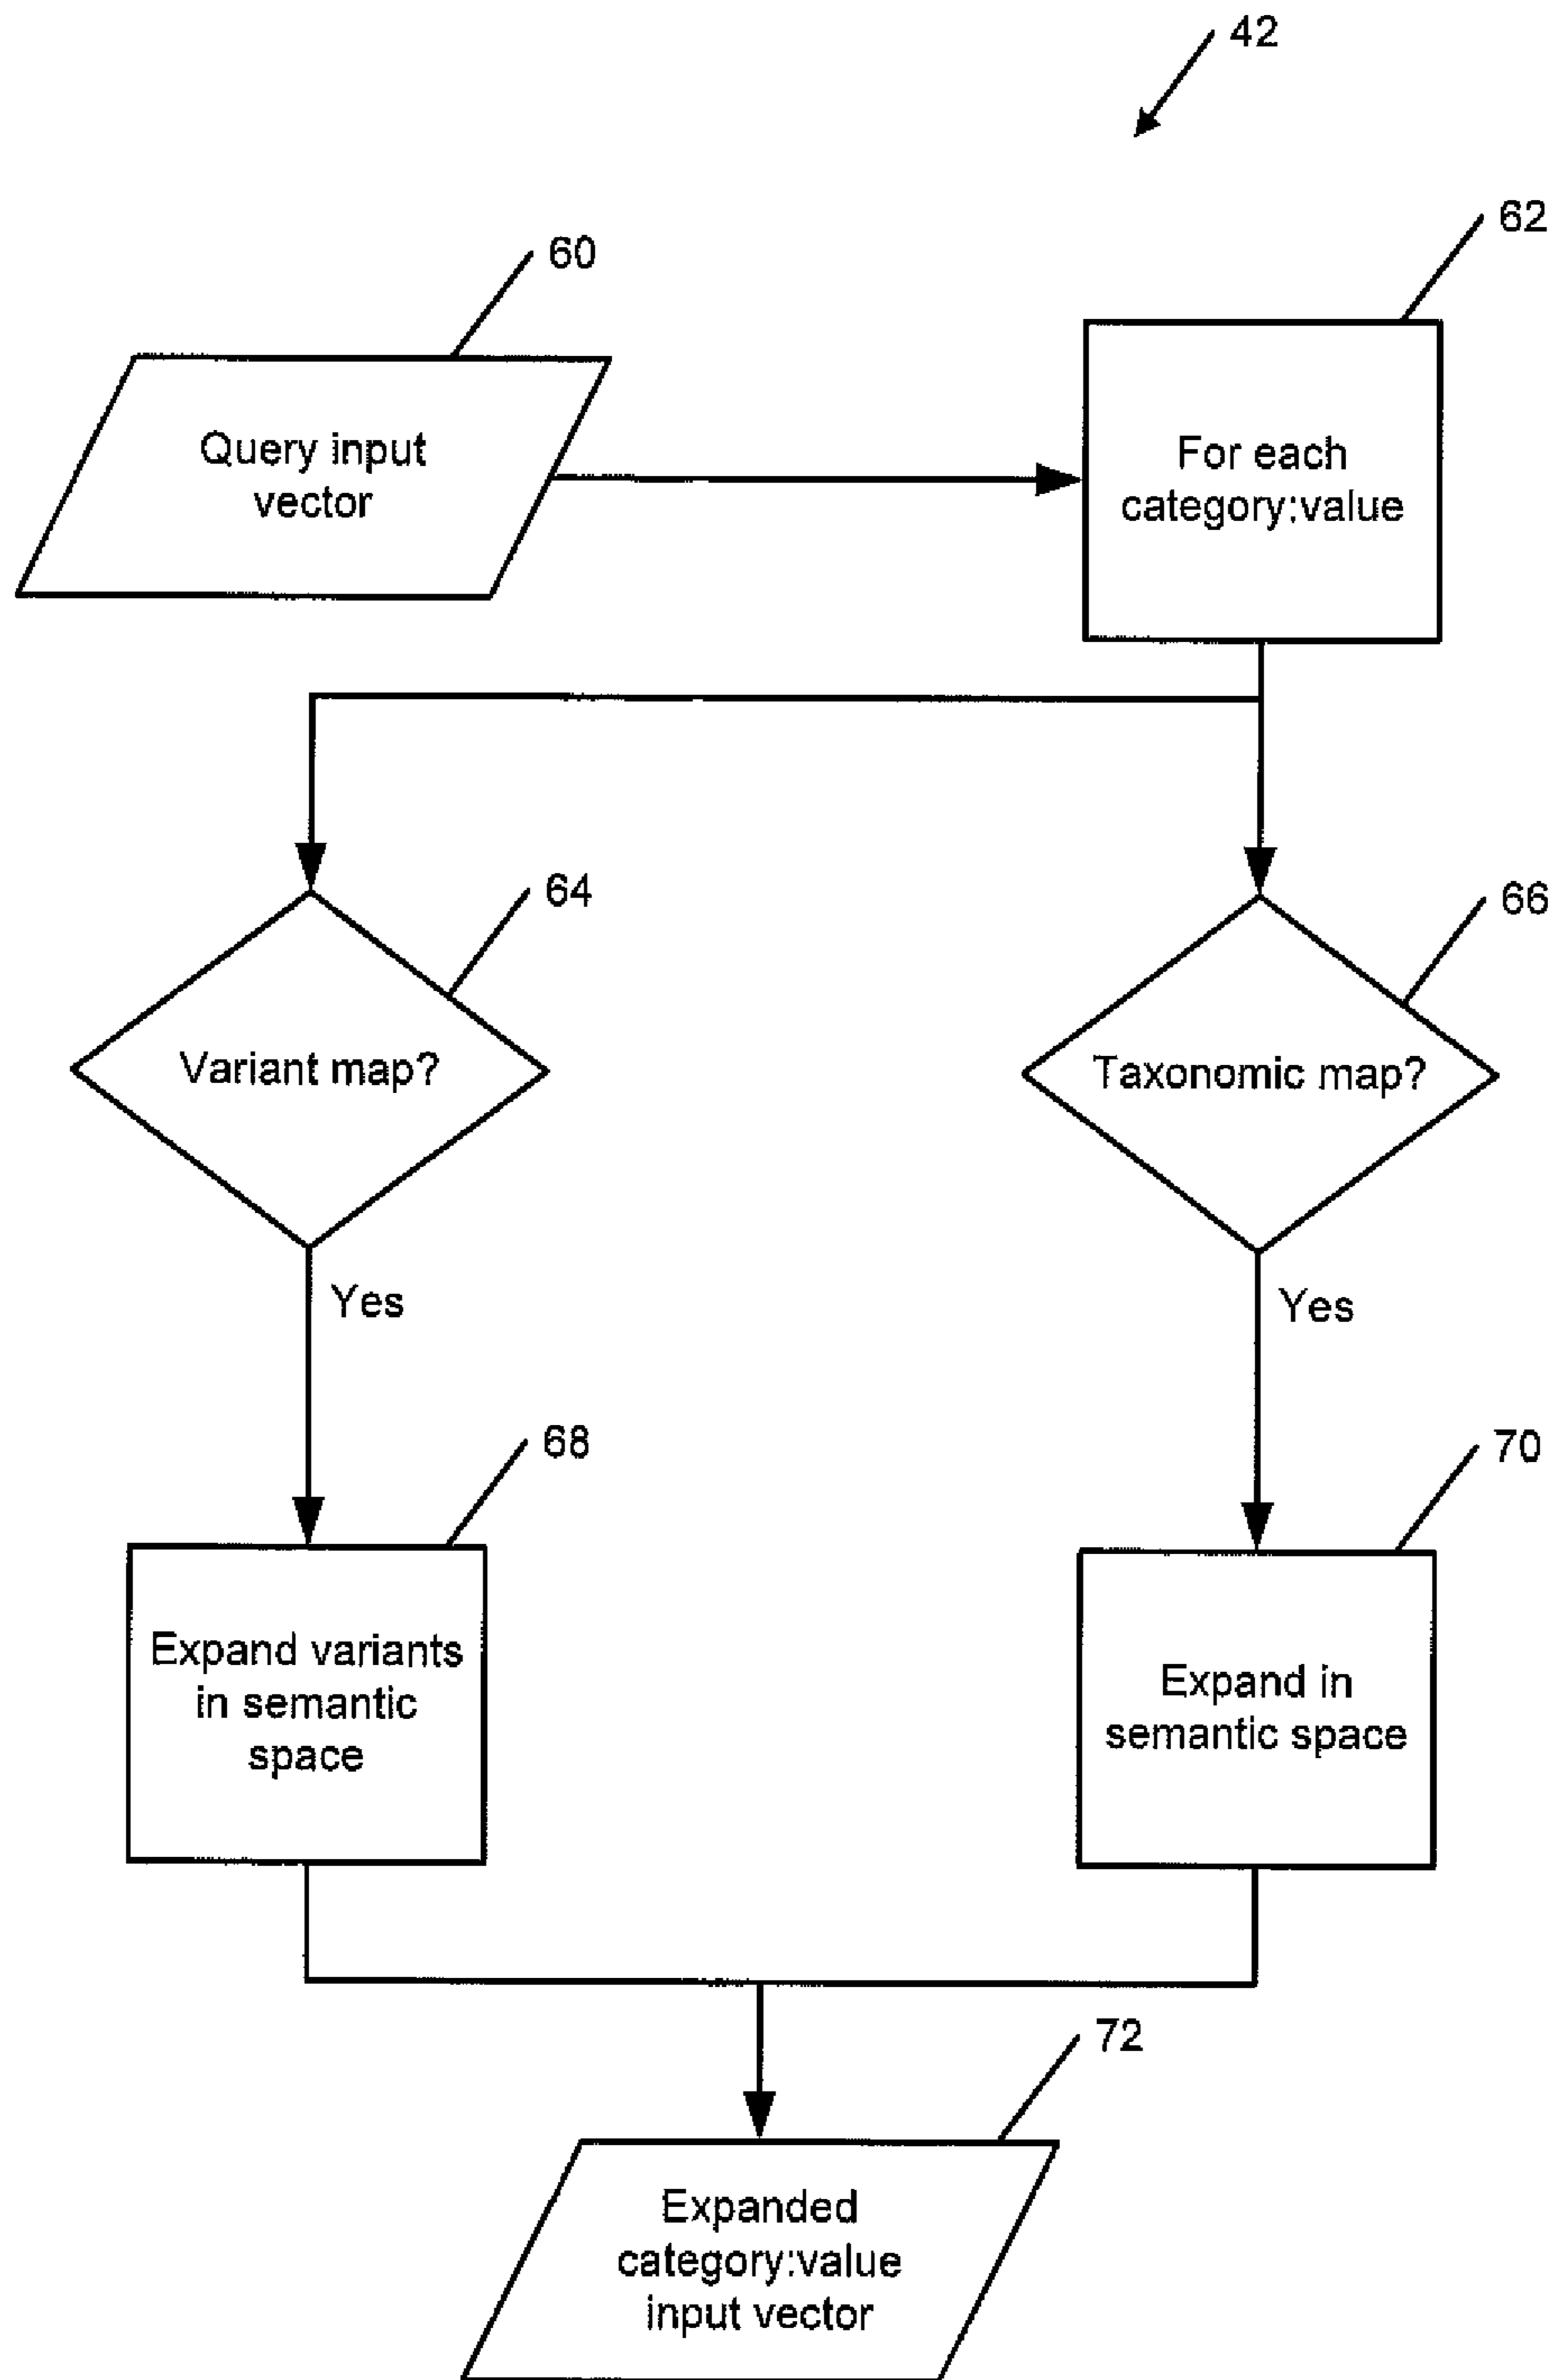 42
62
60
Query input
vector
For each
category:value
64
66
Variant map?
Taxonomic map?
Yes
Yes
68
70
Expand variants
in semantic
space
Expand in
semantic space
72
Expanded
category:value
input vector